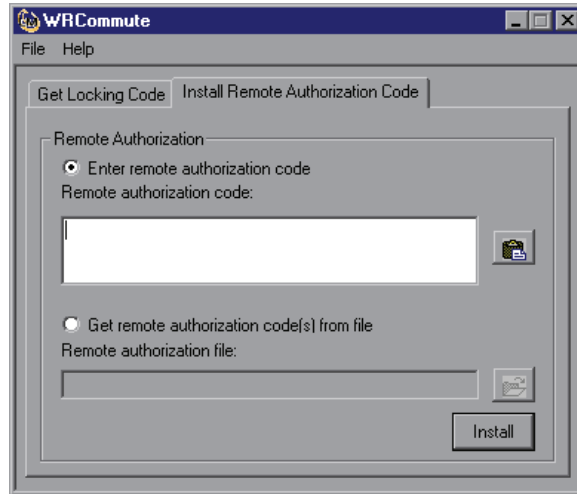 WRCommute
File Help
Get Locking Code Install Remote Authorization Code
Remote Authorization
Enter remote authorization code
Remote authorization code:
Get remote authorization code(s) from file
Remote authorization file:
Install